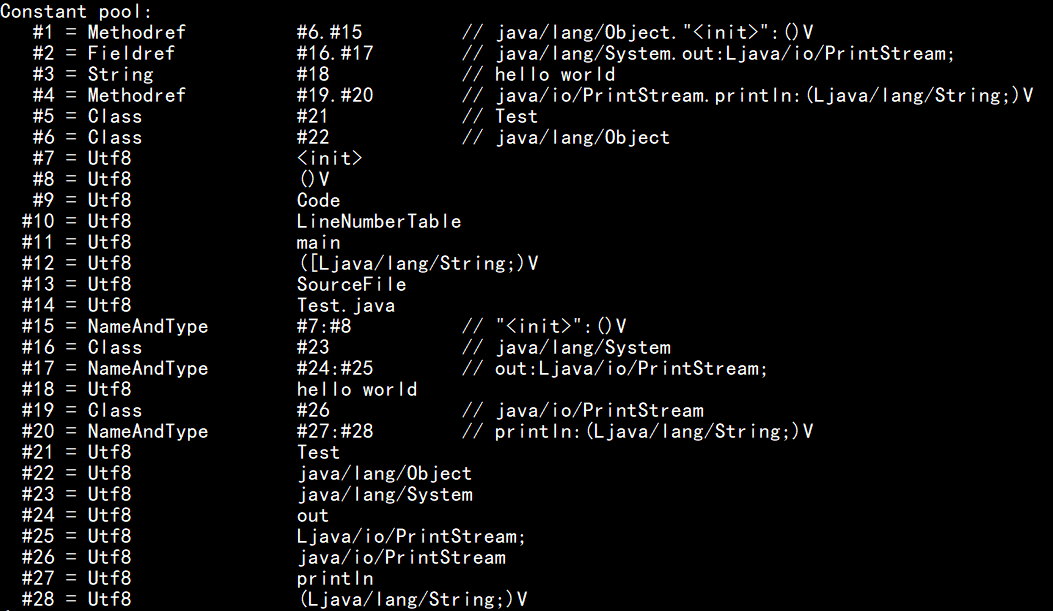 Constant pool:
#1 = Methodref #6.#15 // java/lang/Object."<init>":()V
#2 = Fieldref #16.#17 // java/lang/System.out:Ljava/io/PrintStream;
#3 = String #18 // hello world
#4 = Methodref #19.#20 // java/io/PrintStream.println:(Ljava/lang/String;)V
#5 = Class #21 // Test
#6 = Class #22 // java/lang/Object
#7 = Utf8 <init>
#8 = Utf8 ()V
#9 = Utf8 Code
#10 = Utf8 LineNumberTable
#11 = Utf8 main
#12 = Utf8 ([Ljava/lang/String;)V
#13 = Utf8 SourceFile
#14 = Utf8 Test.java
#15 = NameAndType #7:#8 // "<init>":()V
#16 = Class #23 // java/lang/System
#17 = NameAndType #24:#25 // out:Ljava/io/PrintStream;
#18 = Utf8 hello world
#19 = Class #26 // java/io/PrintStream
#20 = NameAndType #27:#28 // println:(Ljava/lang/String;)V
#21 = Utf8 Test
#22 = Utf8 java/lang/Object
#23 = Utf8 java/lang/System
#24 = Utf8 out
#25 = Utf8 Ljava/io/PrintStream;
#26 = Utf8 java/io/PrintStream
#27 = Utf8 println
#28 = Utf8 (Ljava/lang/String;)V